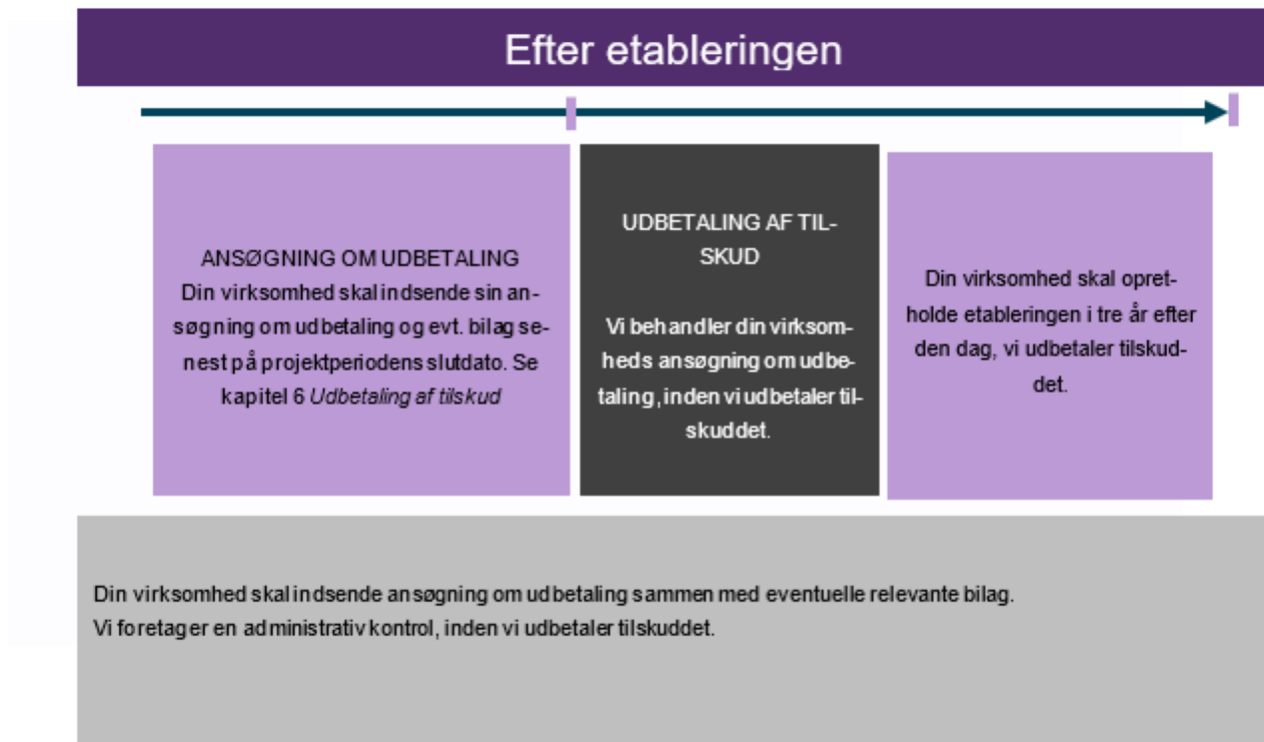 Efter etableringen
ANSØGNING OM UDBETALING
Din virksomhed skal indsende sin an-
søgning om udbetaling og evt. bilag se-
nest på projektperiodens slutdato. Se
kapitel 6 Udbetaling af tilskud
UDBETALING AF TIL-
SKUD
Vi behandler din virksom-
heds ansøgning om udbe-
taling, inden vi udbetaler til-
skuddet.
Din virksomhed skal opret-
holde etableringen i tre år efter
den dag, vi udbetaler tilskud-
det.
Din virksomhed skal indsende ansøgning om udbetaling sammen med eventuelle relevante bilag.
Vi foretager en administrativ kontrol, inden vi udbetaler tilskuddet.